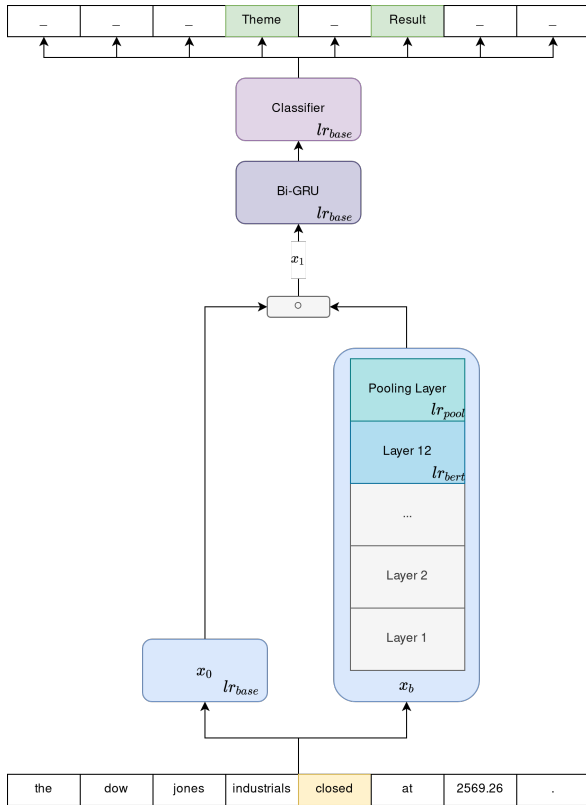 _ _ _ Theme _ Result _ _
Classifier
lr_base
Bi-GRU
lr_base
x_1
○
Pooling Layer
lr_pool
Layer 12
lr_bert
...
Layer 2
Layer 1
x_0
lr_base
x_b
the dow jones industrials closed at 2569.26 .